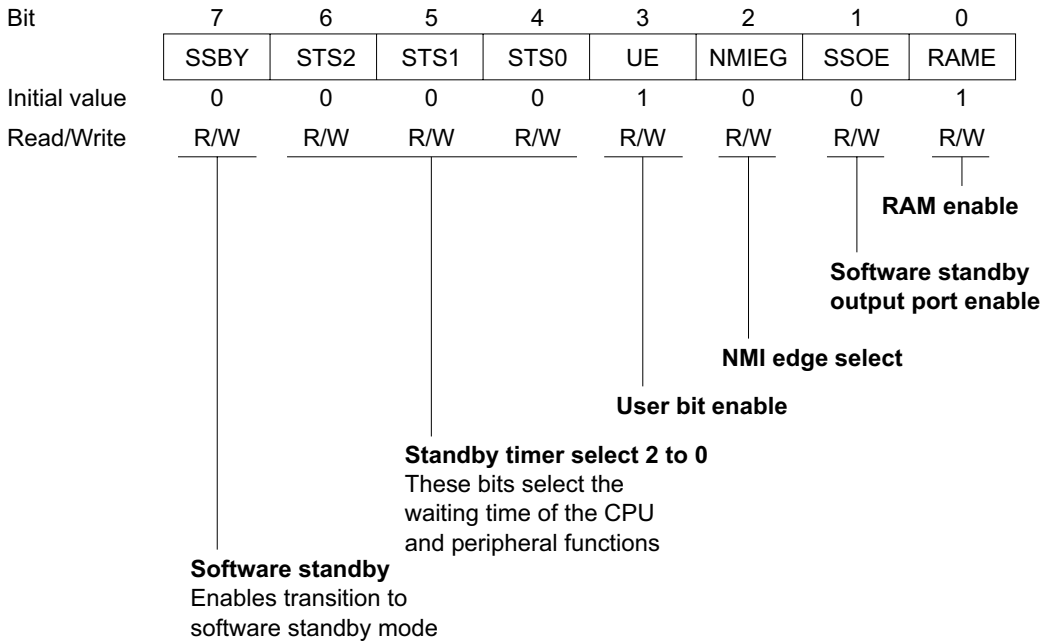 Bit 7 6 5 4 3 2 1 0
SSBY STS2 STS1 STS0 UE NMIEG SSOE RAME
Initial value 0 0 0 0 1 0 0 1
Read/Write R/W R/W R/W R/W R/W R/W R/W R/W
RAM enable
Software standby
output port enable
NMI edge select
User bit enable
Standby timer select 2 to 0
These bits select the
waiting time of the CPU
and peripheral functions
Software standby
Enables transition to
software standby mode